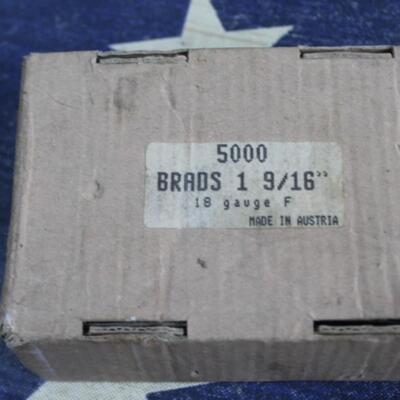 5000
BRADS 1 9/16"
18 gauge F
MADE IN AUSTRIA